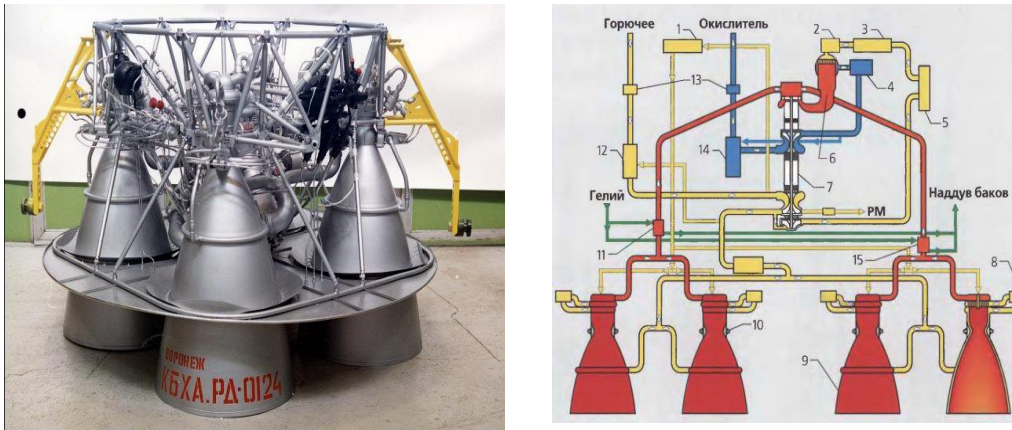 ВОРОНЕЖ
КБХА.РД-0124
Горючее
Окислитель
1
2
3
13
4
5
12
14
6
7
Гелий
Наддув баков
РМ
11
15
8
10
9